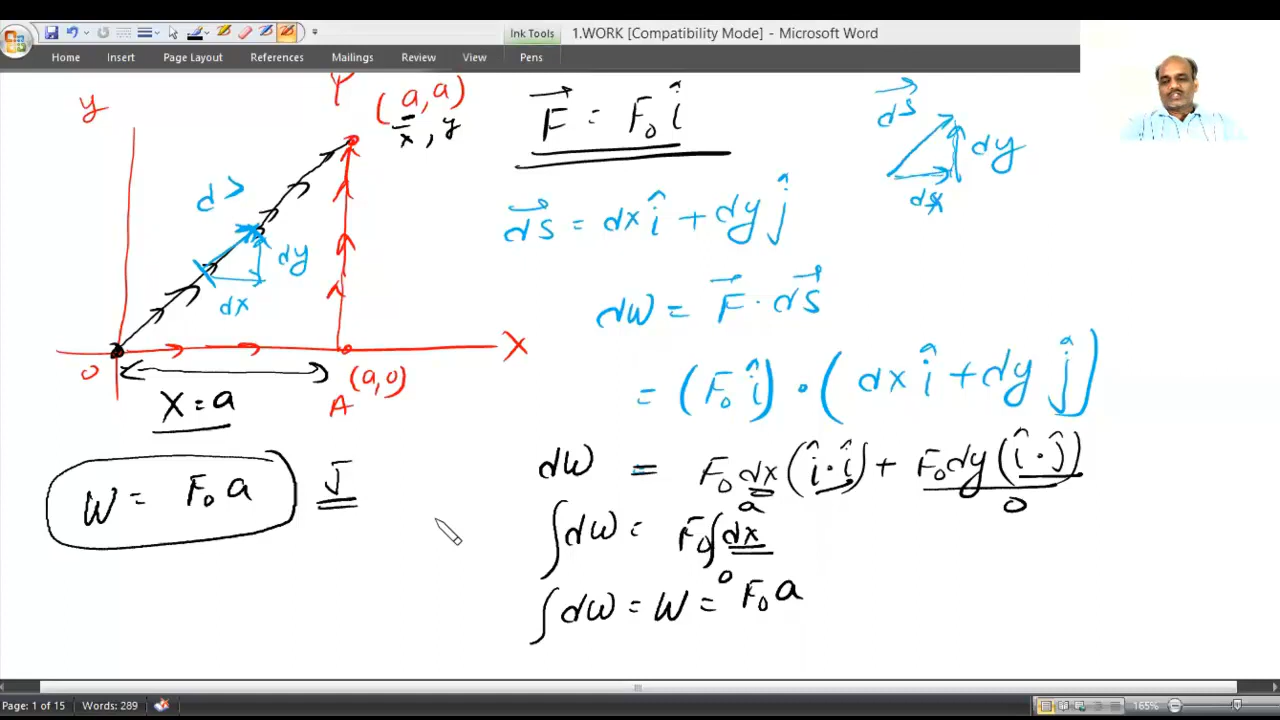 Ink Tools
1.WORK [Compatibility Mode] - Microsoft Word
Home Insert Page Layout References Mailings Review View Pens
y
P
(a, a)
x, y
ds
dy
dx
O
X
(a, 0)
A
X = a
W = F₀ a J
F⃗ = F₀ î
ds⃗
dy
dx
ds⃗ = dx î + dy ĵ
dW = F⃗ · ds⃗
= (F₀ î) · (dx î + dy ĵ)
dW = F₀ dx (î · î) + F₀ dy (î · ĵ)
0
∫dW = F₀ ∫₀ᵃ dx
∫dW = W = F₀ a
Page: 1 of 15 Words: 289 165%